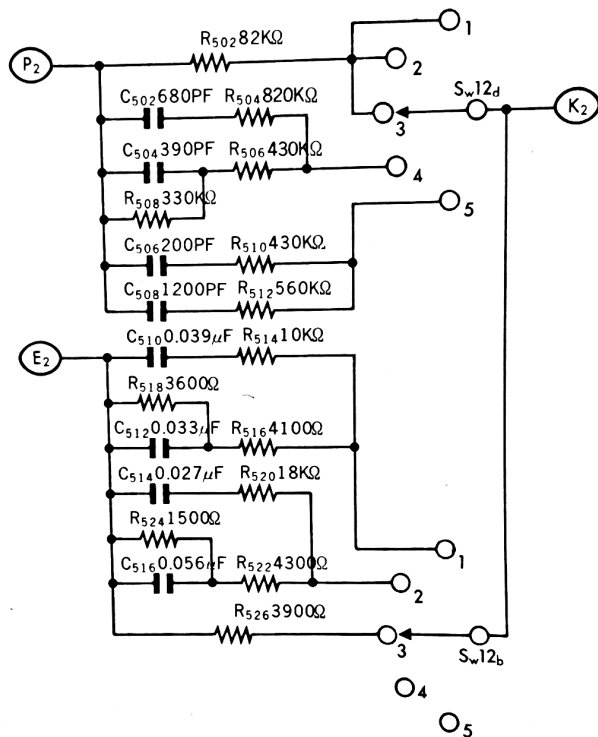 1
R502 82KΩ
P2
2
Sw12d
K2
C502 680PF R504 820KΩ
3
C504 390PF R506 430KΩ
4
R508 330KΩ
5
C506 200PF R510 430KΩ
C508 1200PF R512 560KΩ
C510 0.039μF R514 10KΩ
E2
R518 3600Ω
C512 0.033μF R516 4100Ω
C514 0.027μF R520 18KΩ
R524 1500Ω
1
C516 0.056μF R522 4300Ω
2
R526 3900Ω
3
Sw12b
4
5